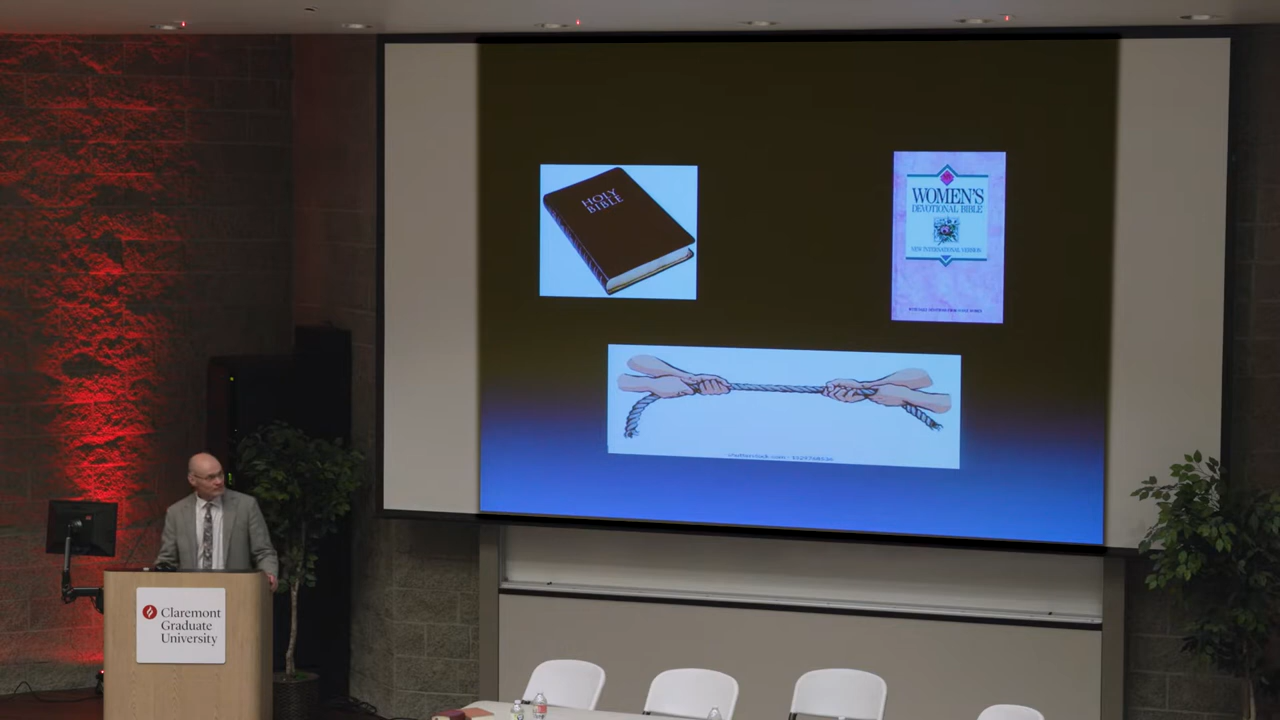 HOLY
BIBLE
WOMEN'S
DEVOTIONAL BIBLE
NEW INTERNATIONAL VERSION
Claremont
Graduate
University